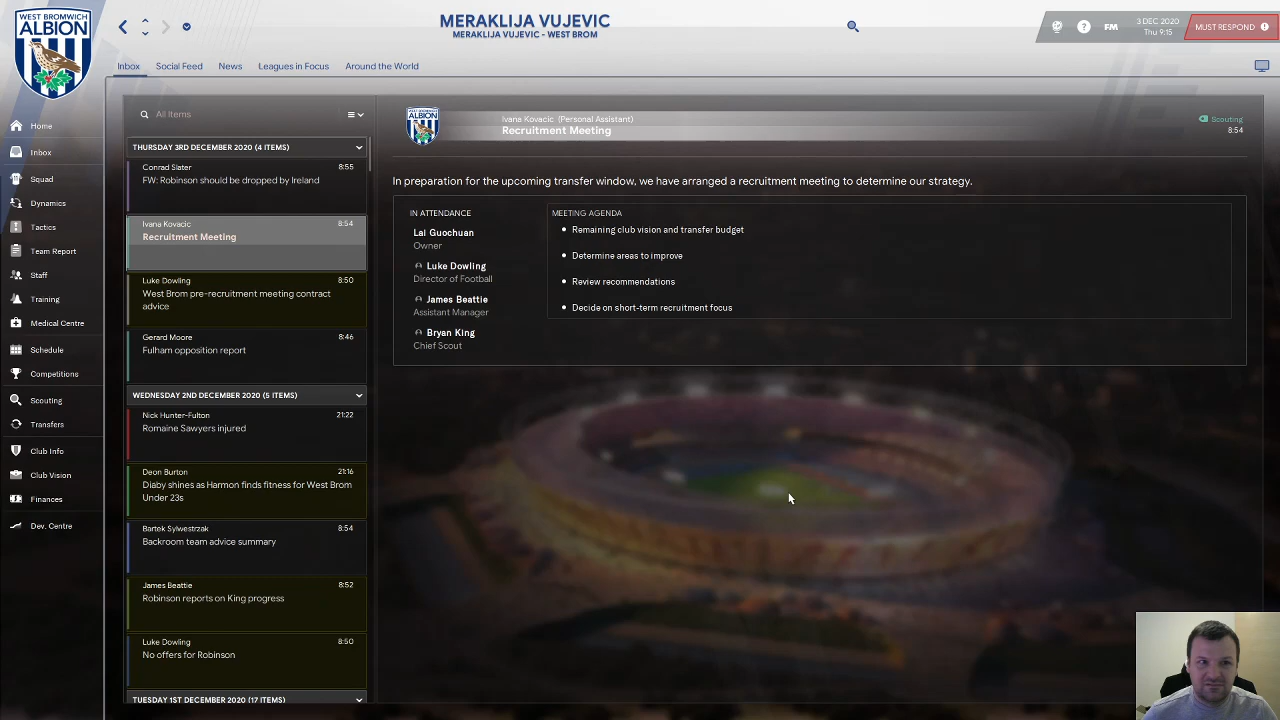 WEST BROMWICH
ALBION
MERAKLIJA VUJEVIC
MERAKLIJA VUJEVIC - WEST BROM
FM
3 DEC 2020
Thu 9:15
MUST RESPOND
Inbox
Social Feed
News
Leagues in Focus
Around the World
Home
Inbox
Squad
Dynamics
Tactics
Team Report
Staff
Training
Medical Centre
Schedule
Competitions
Scouting
Transfers
Club Info
Club Vision
Finances
Dev. Centre
All Items
THURSDAY 3RD DECEMBER 2020 (4 ITEMS)
Conrad Slater 8:55
FW: Robinson should be dropped by Ireland
Ivana Kovacic 8:54
Recruitment Meeting
Luke Dowling 8:50
West Brom pre-recruitment meeting contract
advice
Gerard Moore 8:46
Fulham opposition report
WEDNESDAY 2ND DECEMBER 2020 (5 ITEMS)
Nick Hunter-Fulton 21:22
Romaine Sawyers injured
Deon Burton 21:16
Diaby shines as Harmon finds fitness for West Brom
Under 23s
Bartek Sylwestrzak 8:54
Backroom team advice summary
James Beattie 8:52
Robinson reports on King progress
Luke Dowling 8:50
No offers for Robinson
TUESDAY 1ST DECEMBER 2020 (17 ITEMS)
Ivana Kovacic (Personal Assistant)
Recruitment Meeting
Scouting
8:54
In preparation for the upcoming transfer window, we have arranged a recruitment meeting to determine our strategy.
IN ATTENDANCE
Lai Guochuan
Owner
Luke Dowling
Director of Football
James Beattie
Assistant Manager
Bryan King
Chief Scout
MEETING AGENDA
Remaining club vision and transfer budget
Determine areas to improve
Review recommendations
Decide on short-term recruitment focus